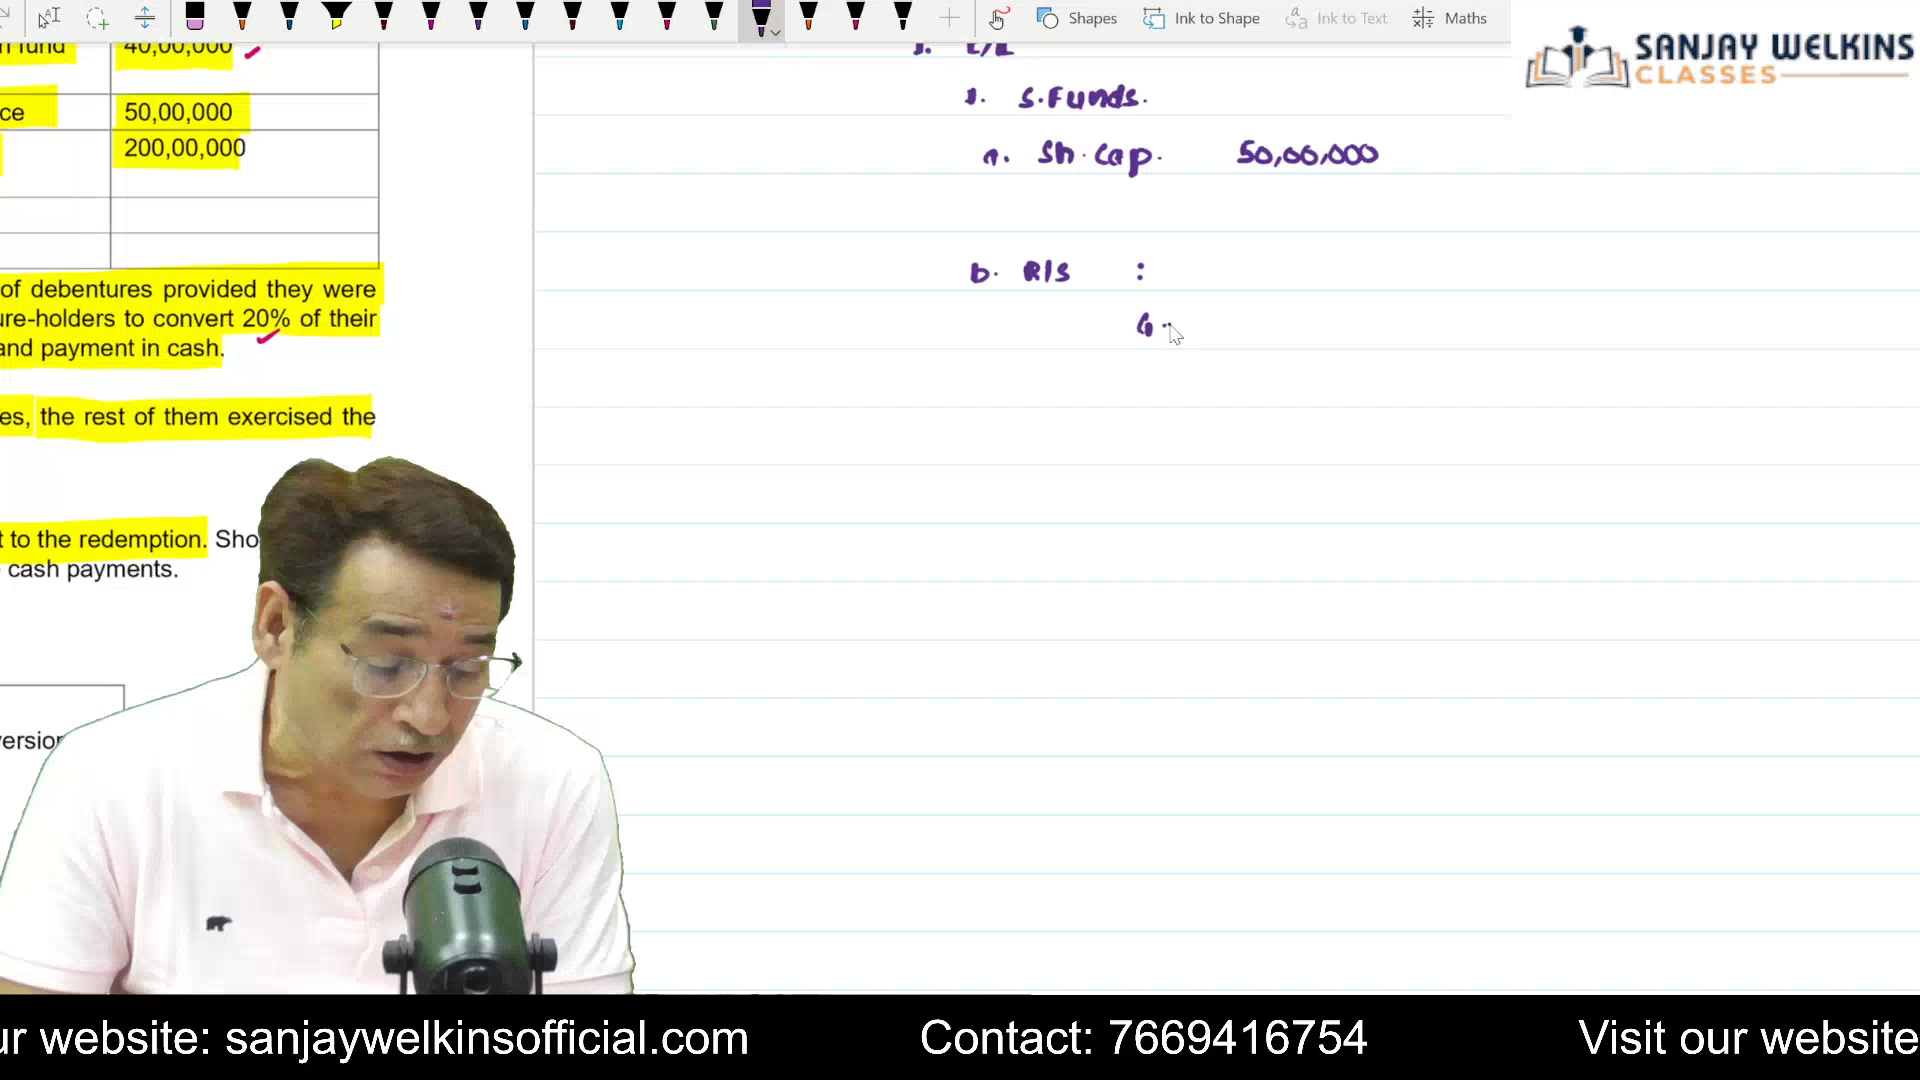 Shapes
Ink to Shape
Ink to Text
Maths
SANJAY WELKINS
CLASSES
n fund 40,00,000
ce 50,00,000
200,00,000
of debentures provided they were
ure-holders to convert 20% of their
and payment in cash.
es, the rest of them exercised the
t to the redemption. Sho
cash payments.
version
1. E/L
1. S.Funds.
a. Sh. Cap. 50,00,000
b. R/S :
G.
ur website: sanjaywelkinsofficial.com Contact: 7669416754 Visit our website